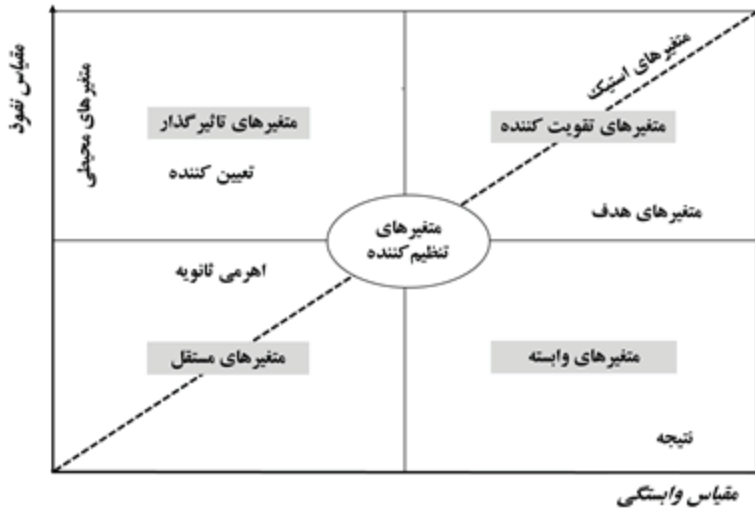 مقیاس نفوذ
متغیرهای محیطی
متغیرهای تاثیرگذار
تعیین کننده
متغیرهای استیک
متغیرهای تقویت کننده
متغیرهای هدف
متغیرهای
تنظیم‌کننده
اهرمی ثانویه
متغیرهای مستقل
متغیرهای وابسته
نتیجه
مقیاس وابستگی